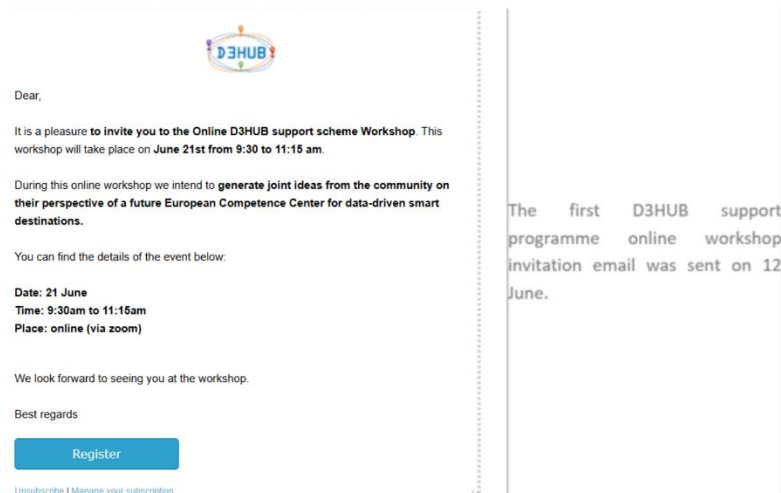 D3HUB
Dear,
It is a pleasure to invite you to the Online D3HUB support scheme Workshop. This
workshop will take place on June 21st from 9:30 to 11:15 am.
During this online workshop we intend to generate joint ideas from the community on
their perspective of a future European Competence Center for data-driven smart
destinations.
You can find the details of the event below:
Date: 21 June
Time: 9:30am to 11:15am
Place: online (via zoom)
We look forward to seeing you at the workshop.
Best regards
Register
Unsubscribe | Manage your subscription
The first D3HUB support
programme online workshop
invitation email was sent on 12
June.